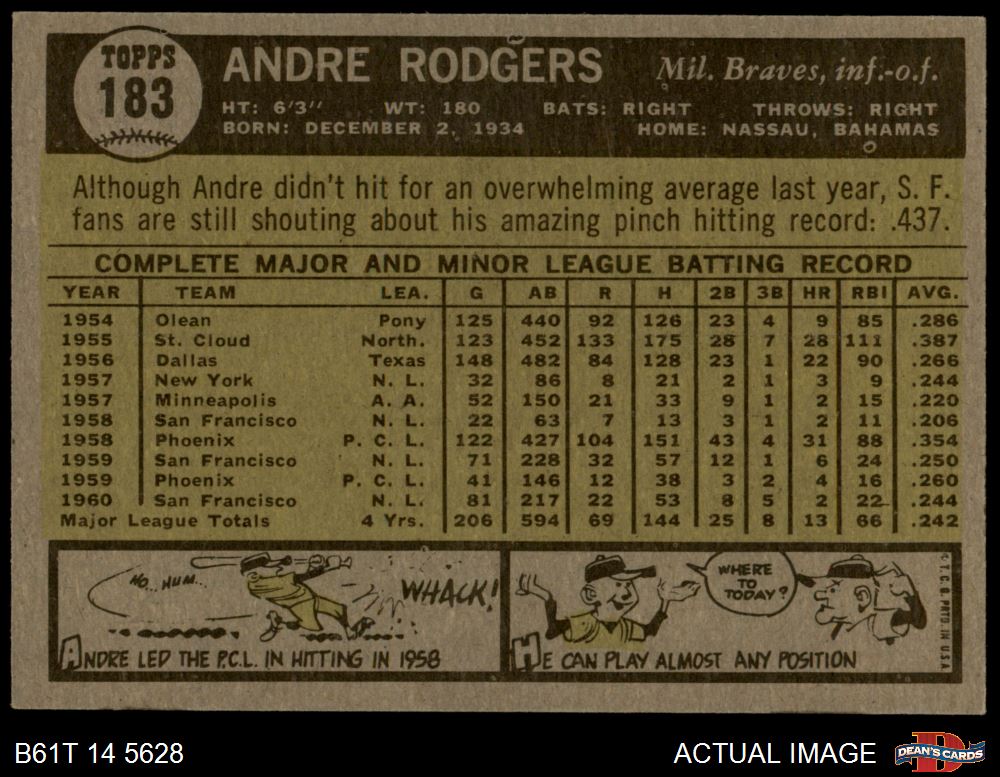 TOPPS
183
ANDRE RODGERS
Mil. Braves, inf.-o.f.
HT: 6'3" WT: 180 BATS: RIGHT THROWS: RIGHT
BORN: DECEMBER 2, 1934 HOME: NASSAU, BAHAMAS
Although Andre didn't hit for an overwhelming average last year, S. F.
fans are still shouting about his amazing pinch hitting record: .437.
COMPLETE MAJOR AND MINOR LEAGUE BATTING RECORD
YEAR TEAM LEA. G AB R H 2B 3B HR RBI AVG.
1954 Olean Pony 125 440 92 126 23 4 9 85 .286
1955 St. Cloud North. 123 452 133 175 28 7 28 111 .387
1956 Dallas Texas 148 482 84 128 23 1 22 90 .266
1957 New York N. L. 32 86 8 21 2 1 3 9 .244
1957 Minneapolis A. A. 52 150 21 33 9 1 2 15 .220
1958 San Francisco N. L. 22 63 7 13 3 1 2 11 .206
1958 Phoenix P. C. L. 122 427 104 151 43 4 31 88 .354
1959 San Francisco N. L. 71 228 32 57 12 1 6 24 .250
1959 Phoenix P. C. L. 41 146 12 38 3 2 4 16 .260
1960 San Francisco N. L. 81 217 22 53 8 5 2 22 .244
Major League Totals 4 Yrs. 206 594 69 144 25 8 13 66 .242
HO HUM...
WHACK!
ANDRE LED THE P.C.L. IN HITTING IN 1958
WHERE
TO
TODAY?
HE CAN PLAY ALMOST ANY POSITION
© T. C. G. PRTD. IN U.S.A.
B61T 14 5628
ACTUAL IMAGE
D
DEAN'S CARDS